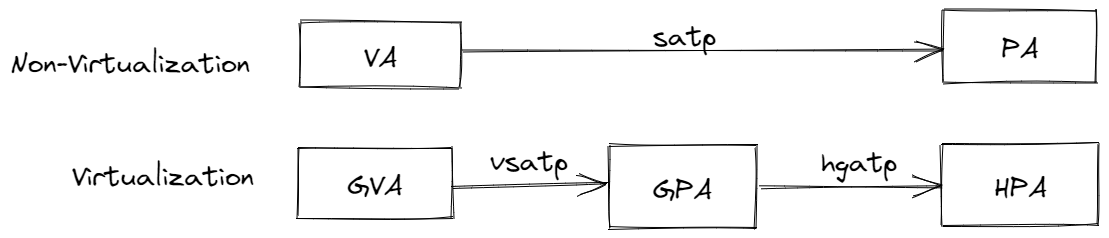 Non-Virtualization
VA
satp
PA
Virtualization
GVA
vsatp
GPA
hgatp
HPA